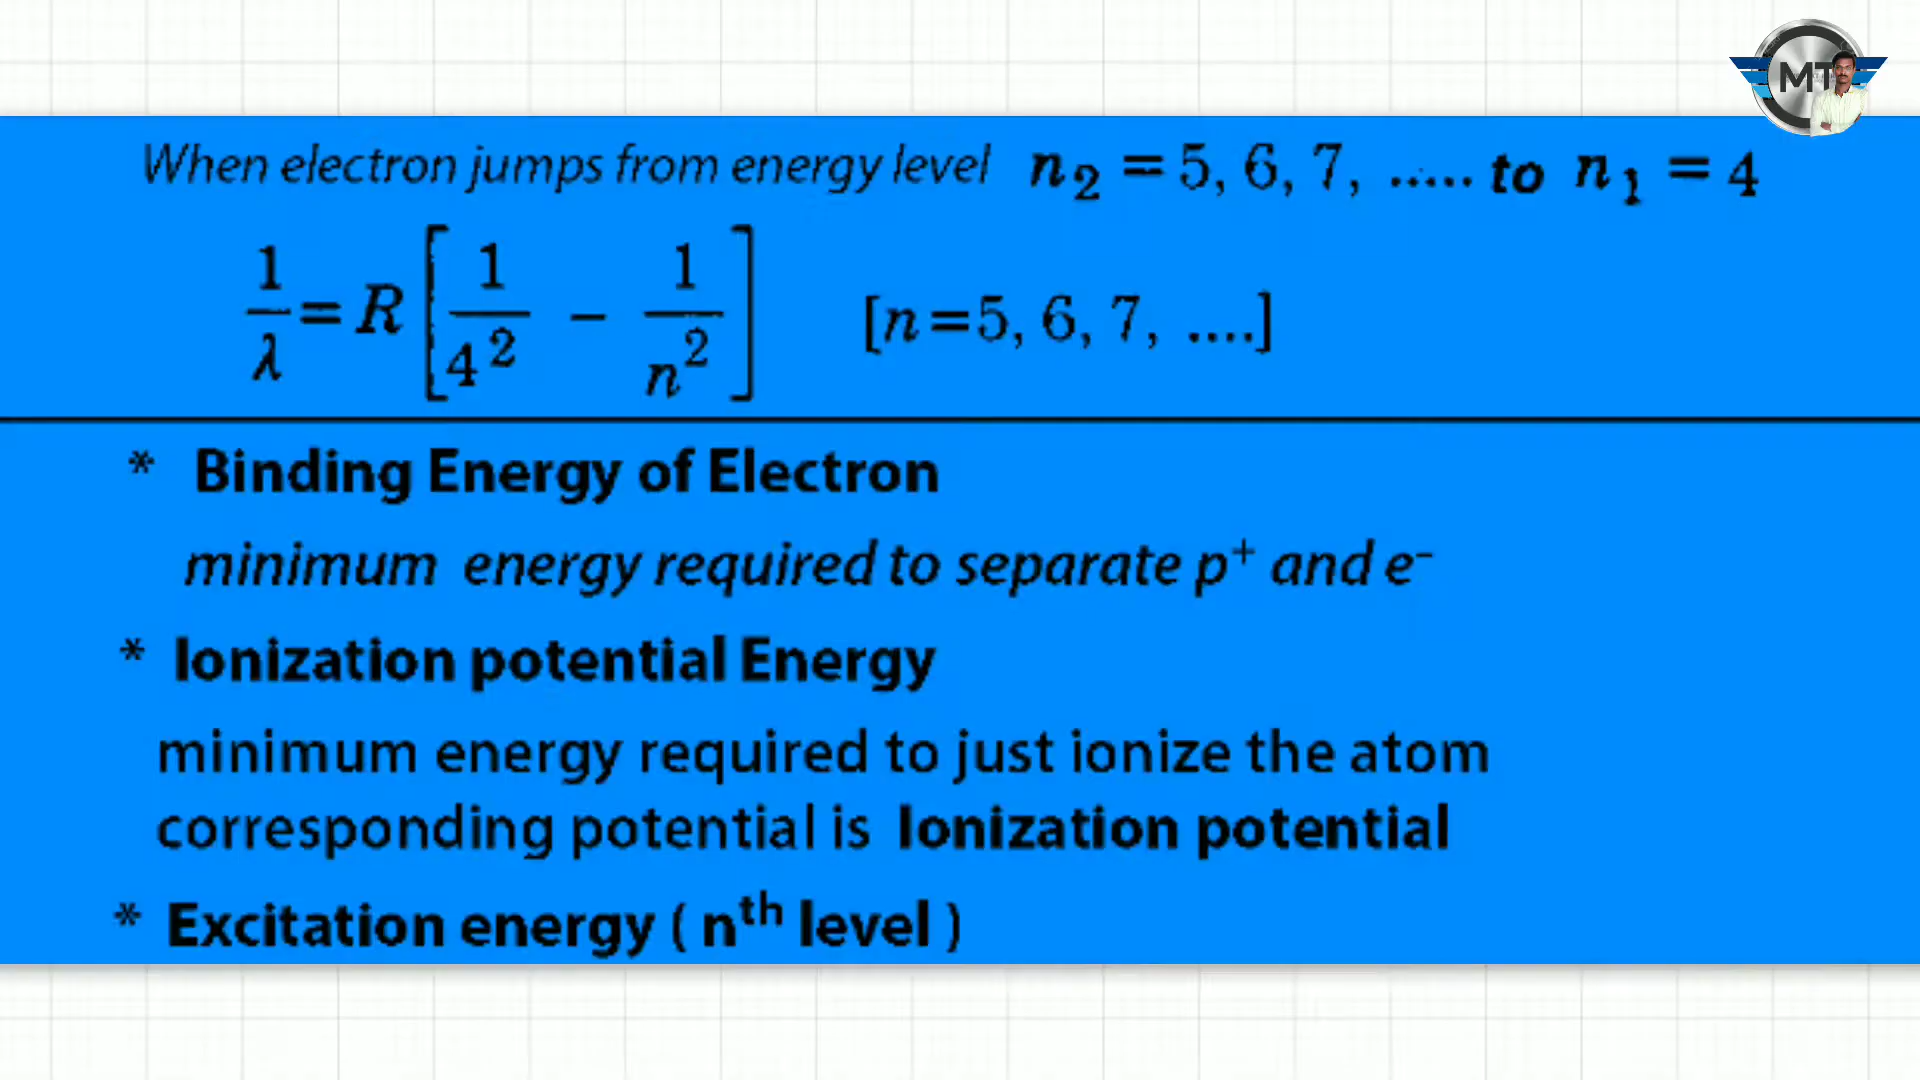 MT
When electron jumps from energy level n₂ = 5, 6, 7, ..... to n₁ = 4
1/λ = R [ 1/4² − 1/n² ] [n = 5, 6, 7, ....]
* Binding Energy of Electron
minimum energy required to separate p⁺ and e⁻
* Ionization potential Energy
minimum energy required to just ionize the atom
corresponding potential is Ionization potential
* Excitation energy ( nᵗʰ level )